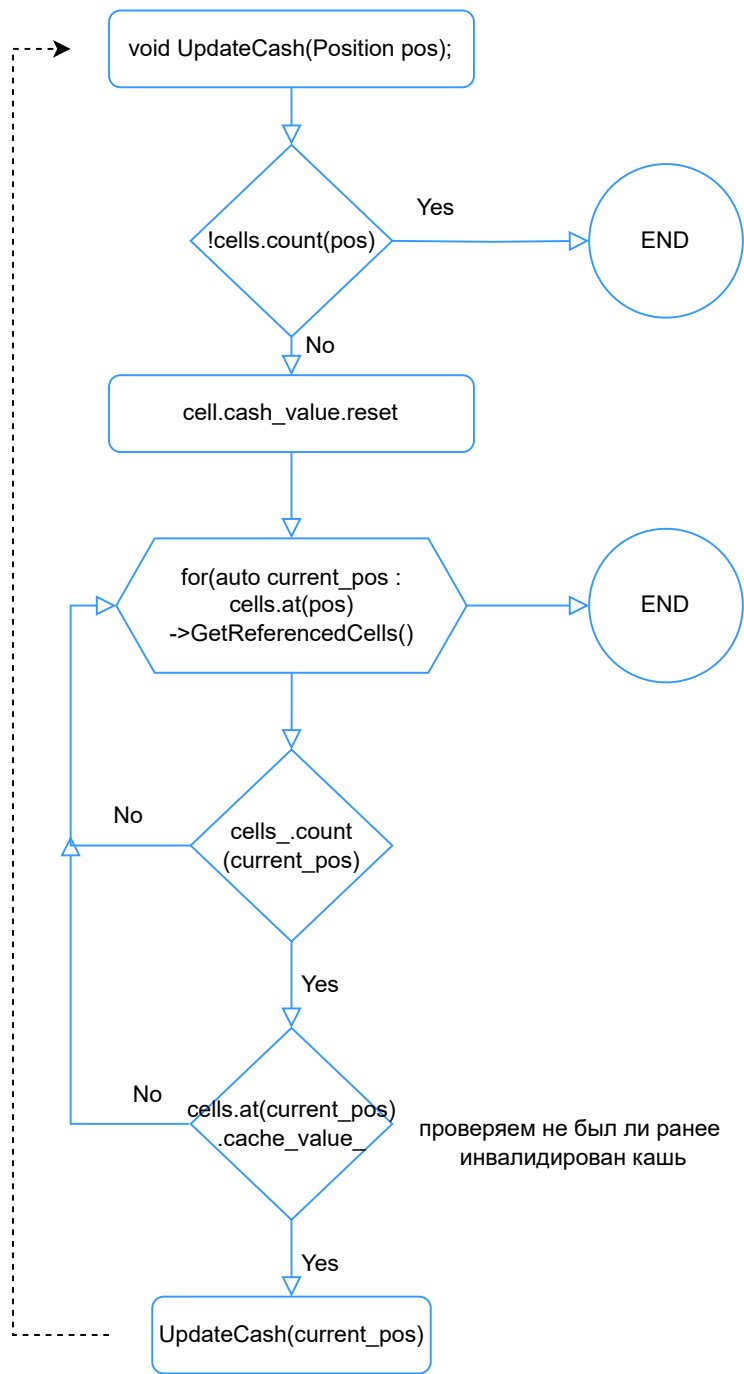 void UpdateCash(Position pos);
!cells.count(pos)
Yes
END
No
cell.cash_value.reset
for(auto current_pos :
cells.at(pos)
->GetReferencedCells()
END
No
cells_.count
(current_pos)
Yes
No
cells.at(current_pos)
.cache_value_
проверяем не был ли ранее
инвалидирован кашь
Yes
UpdateCash(current_pos)